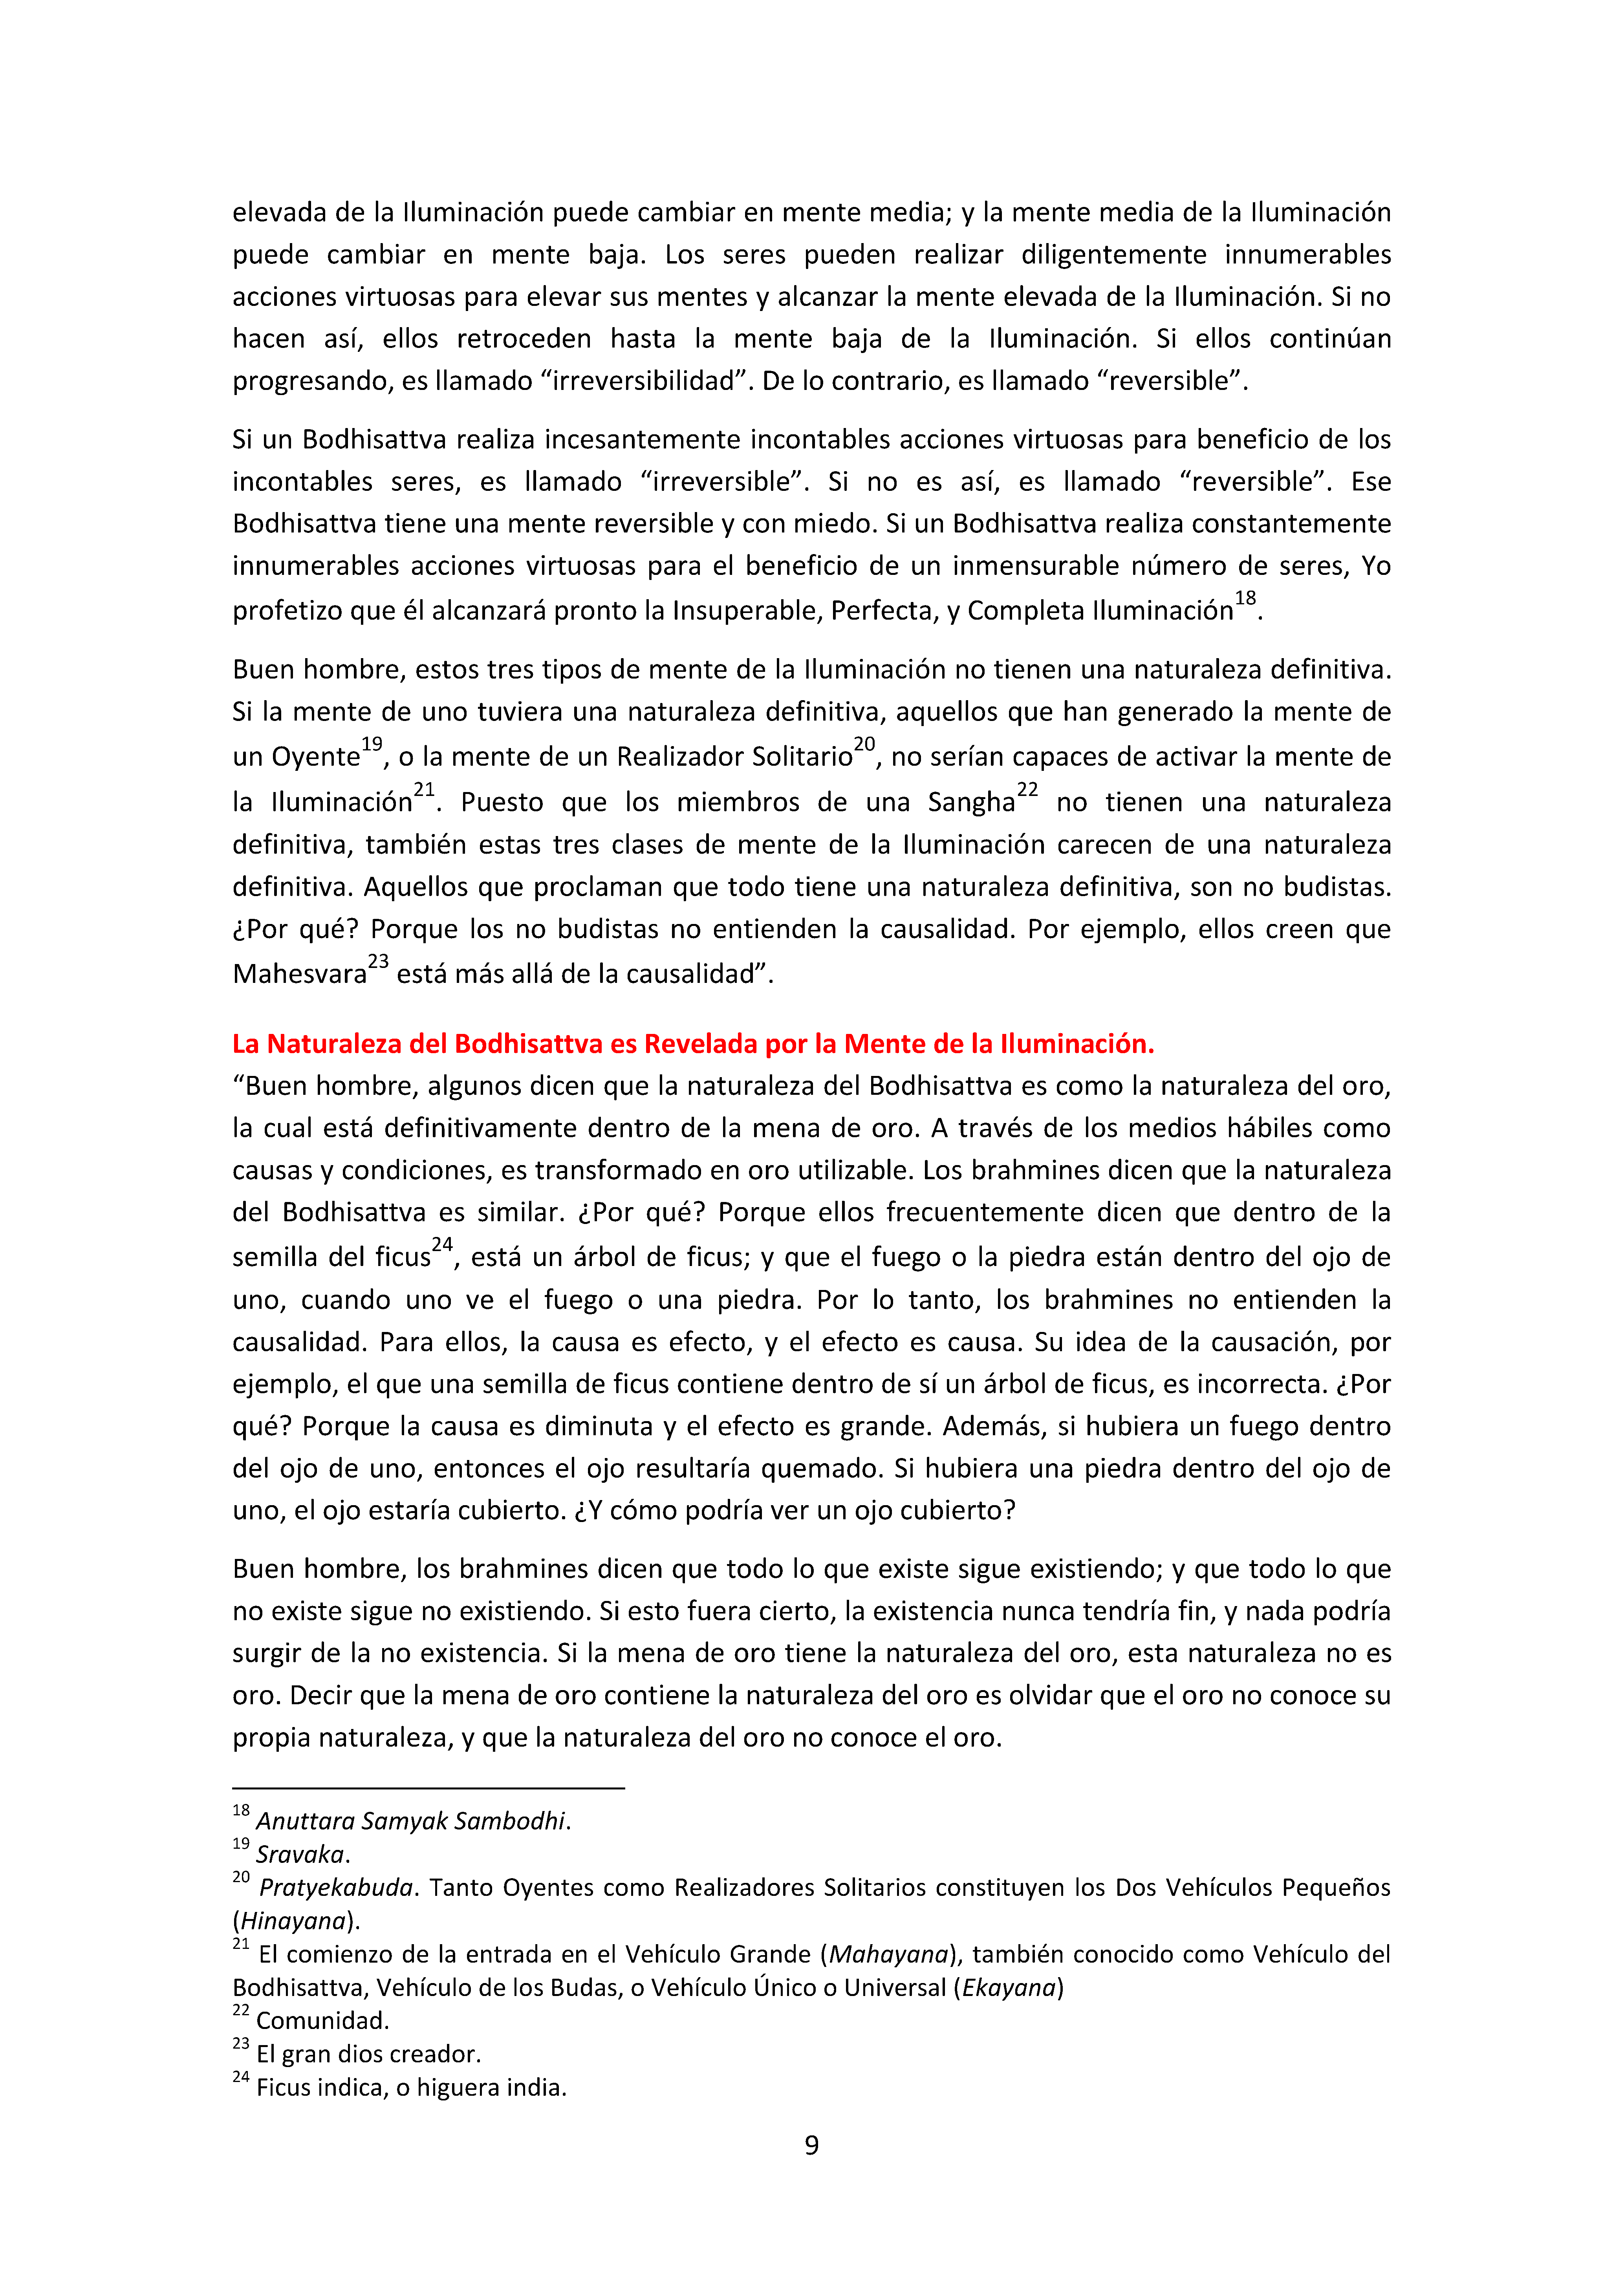 elevada de la Iluminación puede cambiar en mente media; y la mente media de la Iluminación
puede cambiar en mente baja. Los seres pueden realizar diligentemente innumerables
acciones virtuosas para elevar sus mentes y alcanzar la mente elevada de la Iluminación. Si no
hacen así, ellos retroceden hasta la mente baja de la Iluminación. Si ellos continúan
progresando, es llamado “irreversibilidad”. De lo contrario, es llamado “reversible”.
Si un Bodhisattva realiza incesantemente incontables acciones virtuosas para beneficio de los
incontables seres, es llamado “irreversible”. Si no es así, es llamado “reversible”. Ese
Bodhisattva tiene una mente reversible y con miedo. Si un Bodhisattva realiza constantemente
innumerables acciones virtuosas para el beneficio de un inmensurable número de seres, Yo
profetizo que él alcanzará pronto la Insuperable, Perfecta, y Completa Iluminación18.
Buen hombre, estos tres tipos de mente de la Iluminación no tienen una naturaleza definitiva.
Si la mente de uno tuviera una naturaleza definitiva, aquellos que han generado la mente de
un Oyente19, o la mente de un Realizador Solitario20, no serían capaces de activar la mente de
la Iluminación21. Puesto que los miembros de una Sangha22 no tienen una naturaleza
definitiva, también estas tres clases de mente de la Iluminación carecen de una naturaleza
definitiva. Aquellos que proclaman que todo tiene una naturaleza definitiva, son no budistas.
¿Por qué? Porque los no budistas no entienden la causalidad. Por ejemplo, ellos creen que
Mahesvara23 está más allá de la causalidad”.
La Naturaleza del Bodhisattva es Revelada por la Mente de la Iluminación.
“Buen hombre, algunos dicen que la naturaleza del Bodhisattva es como la naturaleza del oro,
la cual está definitivamente dentro de la mena de oro. A través de los medios hábiles como
causas y condiciones, es transformado en oro utilizable. Los brahmines dicen que la naturaleza
del Bodhisattva es similar. ¿Por qué? Porque ellos frecuentemente dicen que dentro de la
semilla del ficus24, está un árbol de ficus; y que el fuego o la piedra están dentro del ojo de
uno, cuando uno ve el fuego o una piedra. Por lo tanto, los brahmines no entienden la
causalidad. Para ellos, la causa es efecto, y el efecto es causa. Su idea de la causación, por
ejemplo, el que una semilla de ficus contiene dentro de sí un árbol de ficus, es incorrecta. ¿Por
qué? Porque la causa es diminuta y el efecto es grande. Además, si hubiera un fuego dentro
del ojo de uno, entonces el ojo resultaría quemado. Si hubiera una piedra dentro del ojo de
uno, el ojo estaría cubierto. ¿Y cómo podría ver un ojo cubierto?
Buen hombre, los brahmines dicen que todo lo que existe sigue existiendo; y que todo lo que
no existe sigue no existiendo. Si esto fuera cierto, la existencia nunca tendría fin, y nada podría
surgir de la no existencia. Si la mena de oro tiene la naturaleza del oro, esta naturaleza no es
oro. Decir que la mena de oro contiene la naturaleza del oro es olvidar que el oro no conoce su
propia naturaleza, y que la naturaleza del oro no conoce el oro.
18 Anuttara Samyak Sambodhi.
19 Sravaka.
20 Pratyekabuda. Tanto Oyentes como Realizadores Solitarios constituyen los Dos Vehículos Pequeños
(Hinayana).
21 El comienzo de la entrada en el Vehículo Grande (Mahayana), también conocido como Vehículo del
Bodhisattva, Vehículo de los Budas, o Vehículo Único o Universal (Ekayana)
22 Comunidad.
23 El gran dios creador.
24 Ficus indica, o higuera india.
9